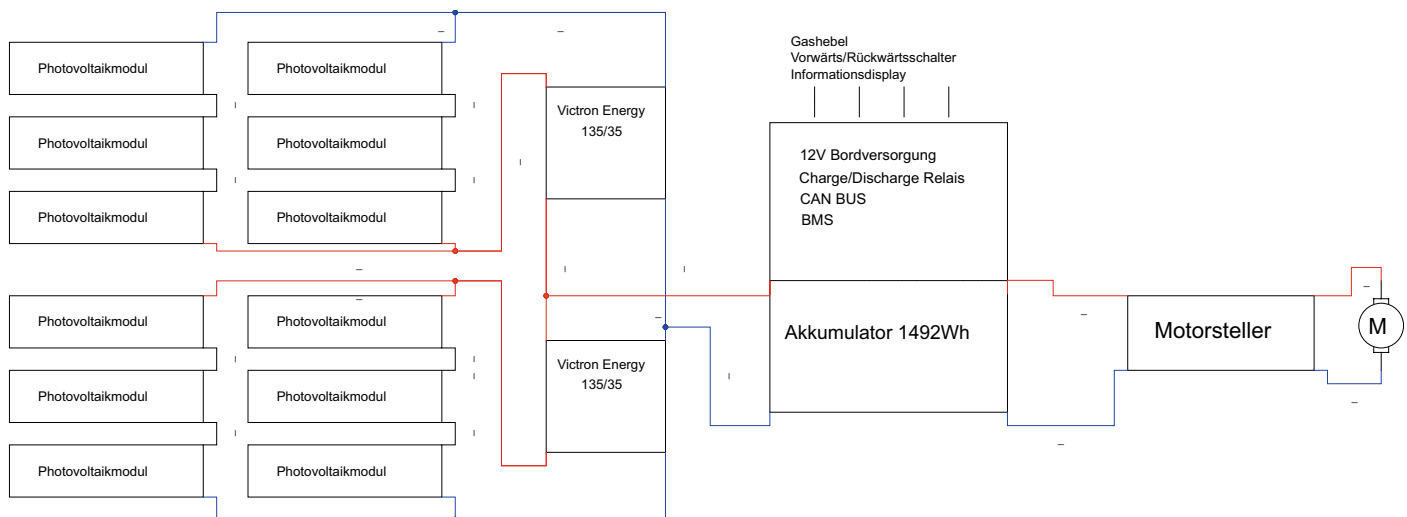 Photovoltaikmodul
Photovoltaikmodul
Photovoltaikmodul
Photovoltaikmodul
Photovoltaikmodul
Photovoltaikmodul
Victron Energy
135/35
Gashebel
Vorwärts/Rückwärtsschalter
Informationsdisplay
12V Bordversorgung
Charge/Discharge Relais
CAN BUS
BMS
Photovoltaikmodul
Photovoltaikmodul
Photovoltaikmodul
Photovoltaikmodul
Photovoltaikmodul
Photovoltaikmodul
Victron Energy
135/35
Akkumulator 1492Wh
Motorsteller
M